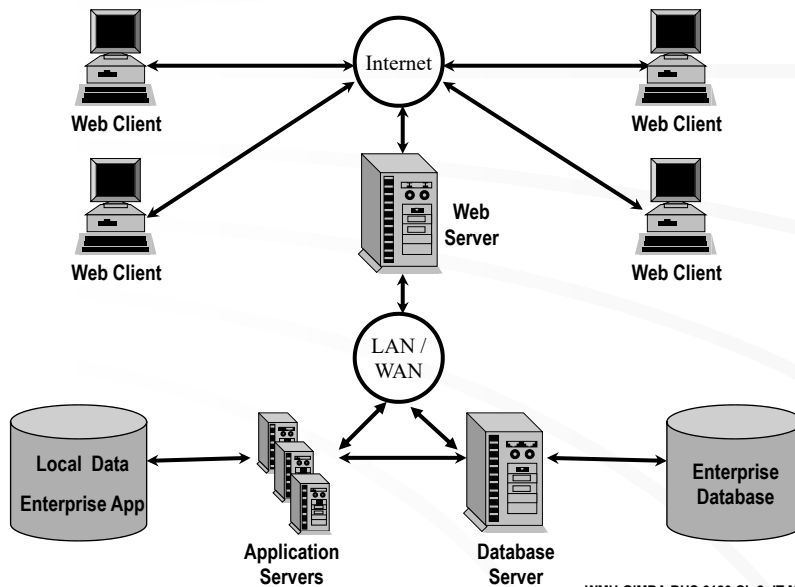 Internet
Web Client
Web Client
Web
Server
Web Client
Web Client
LAN /
WAN
Local Data
Enterprise App
Enterprise
Database
Application
Servers
Database
Server